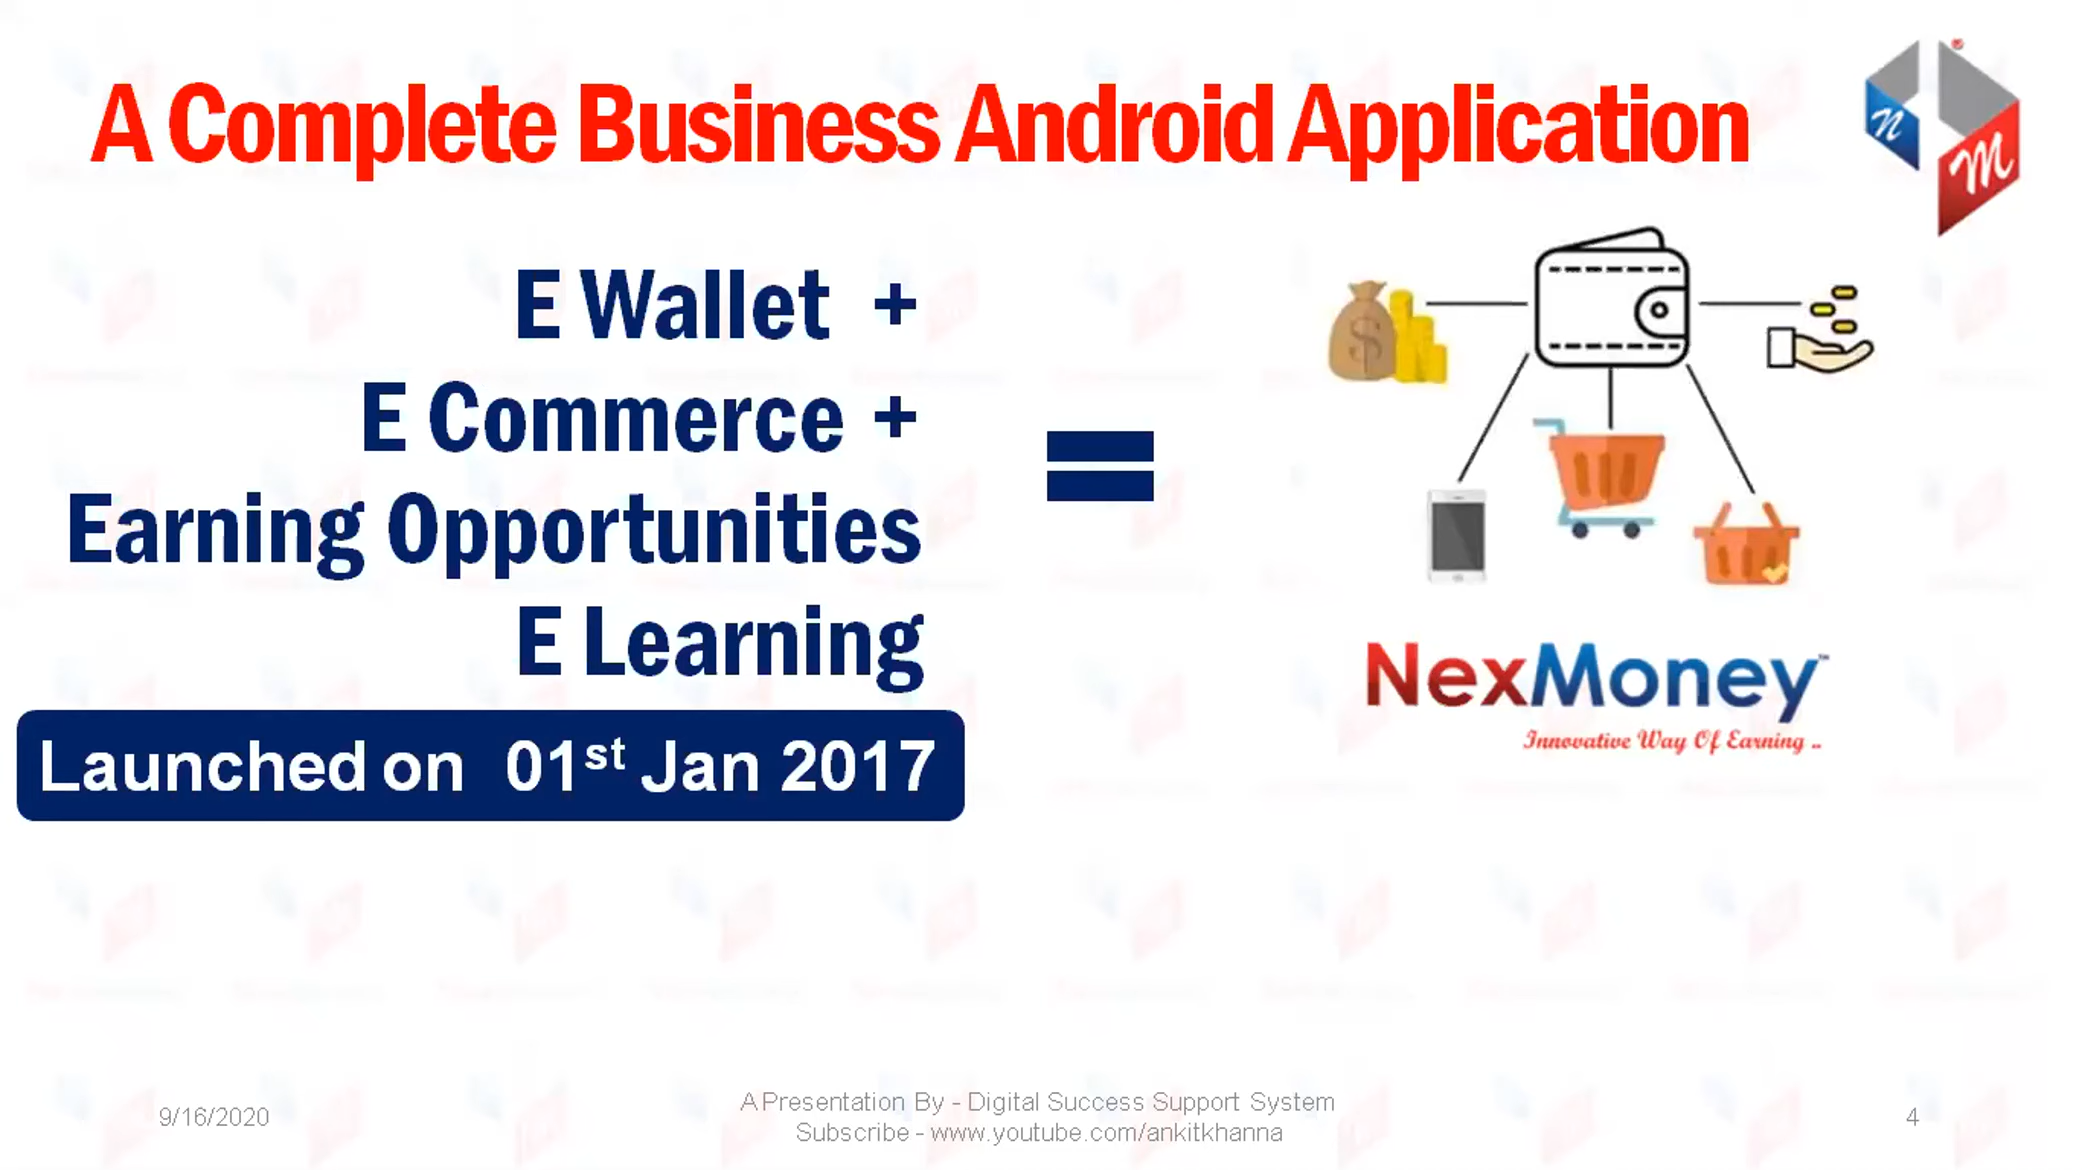 A Complete Business Android Application
n
M
E Wallet +
E Commerce +
Earning Opportunities
E Learning
Launched on 01st Jan 2017
$
NexMoney™
Innovative Way Of Earning ..
9/16/2020
A Presentation By - Digital Success Support System
Subscribe - www.youtube.com/ankitkhanna
4